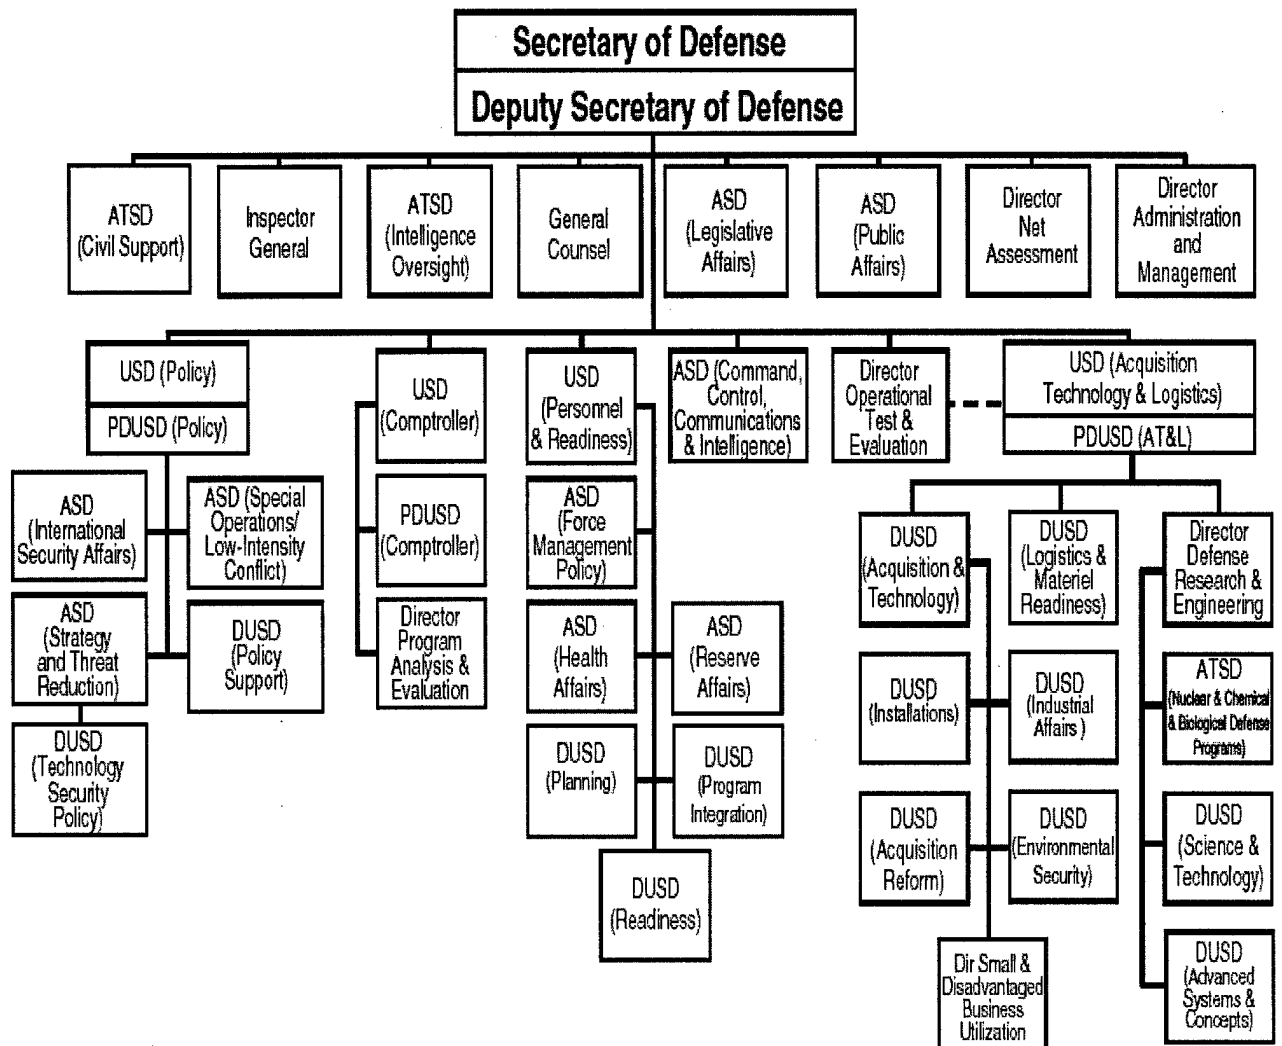 Secretary of Defense
Deputy Secretary of Defense
ATSD
(Civil Support)
Inspector
General
ATSD
(Intelligence
Oversight)
General
Counsel
ASD
(Legislative
Affairs)
ASD
(Public
Affairs)
Director
Net
Assessment
Director
Administration
and
Management
USD (Policy)
PDUSD (Policy)
USD
(Comptroller)
USD
(Personnel
& Readiness)
ASD (Command,
Control,
Communications
& Intelligence)
Director
Operational
Test &
Evaluation
USD (Acquisition
Technology & Logistics)
PDUSD (AT&L)
ASD
(International
Security Affairs)
ASD (Special
Operations/
Low-Intensity
Conflict)
ASD
(Strategy
and Threat
Reduction)
DUSD
(Policy
Support)
DUSD
(Technology
Security
Policy)
PDUSD
(Comptroller)
Director
Program
Analysis &
Evaluation
ASD
(Force
Management
Policy)
ASD
(Health
Affairs)
ASD
(Reserve
Affairs)
DUSD
(Planning)
DUSD
(Program
Integration)
DUSD
(Readiness)
DUSD
(Acquisition &
Technology)
DUSD
(Logistics &
Materiel
Readiness)
Director
Defense
Research &
Engineering
DUSD
(Installations)
DUSD
(Industrial
Affairs )
ATSD
(Nuclear & Chemical
& Biological Defense
Programs)
DUSD
(Acquisition
Reform)
DUSD
(Environmental
Security)
DUSD
(Science &
Technology)
Dir Small &
Disadvantaged
Business
Utilization
DUSD
(Advanced
Systems &
Concepts)